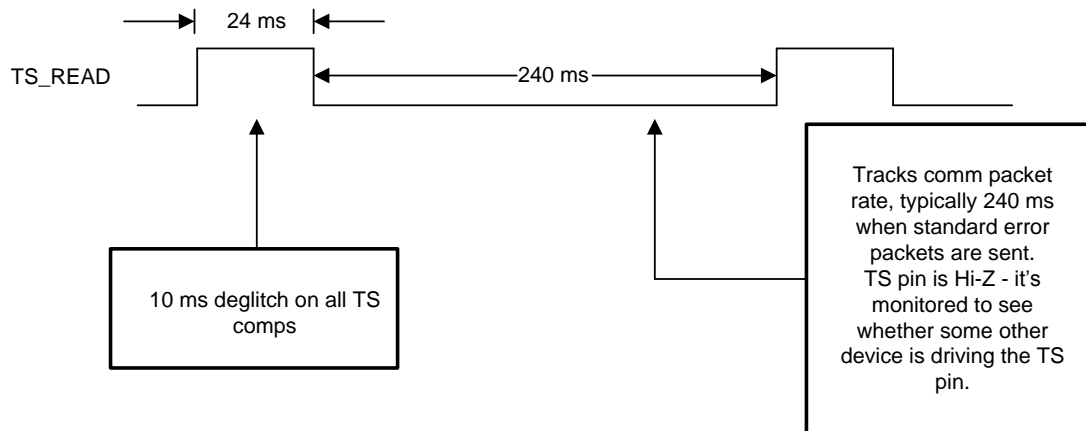 24 ms
TS_READ
240 ms
10 ms deglitch on all TS
comps
Tracks comm packet
rate, typically 240 ms
when standard error
packets are sent.
TS pin is Hi-Z - it's
monitored to see
whether some other
device is driving the TS
pin.